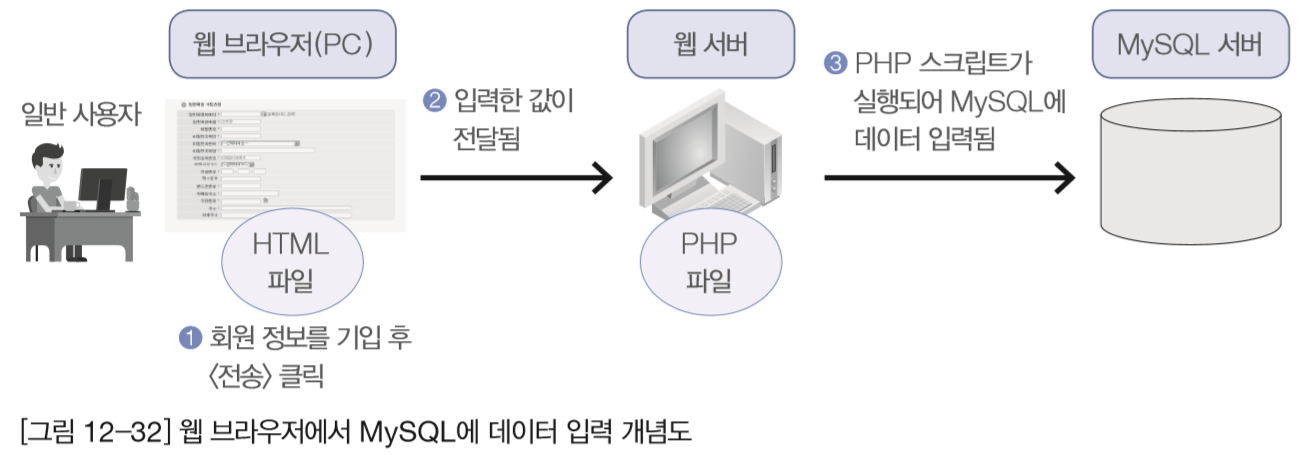 웹 브라우저(PC)
웹 서버
MySQL 서버
일반 사용자
❷ 입력한 값이
전달됨
❸ PHP 스크립트가
실행되어 MySQL에
데이터 입력됨
HTML
파일
PHP
파일
❶ 회원 정보를 기입 후
〈전송〉 클릭
[그림 12–32] 웹 브라우저에서 MySQL에 데이터 입력 개념도